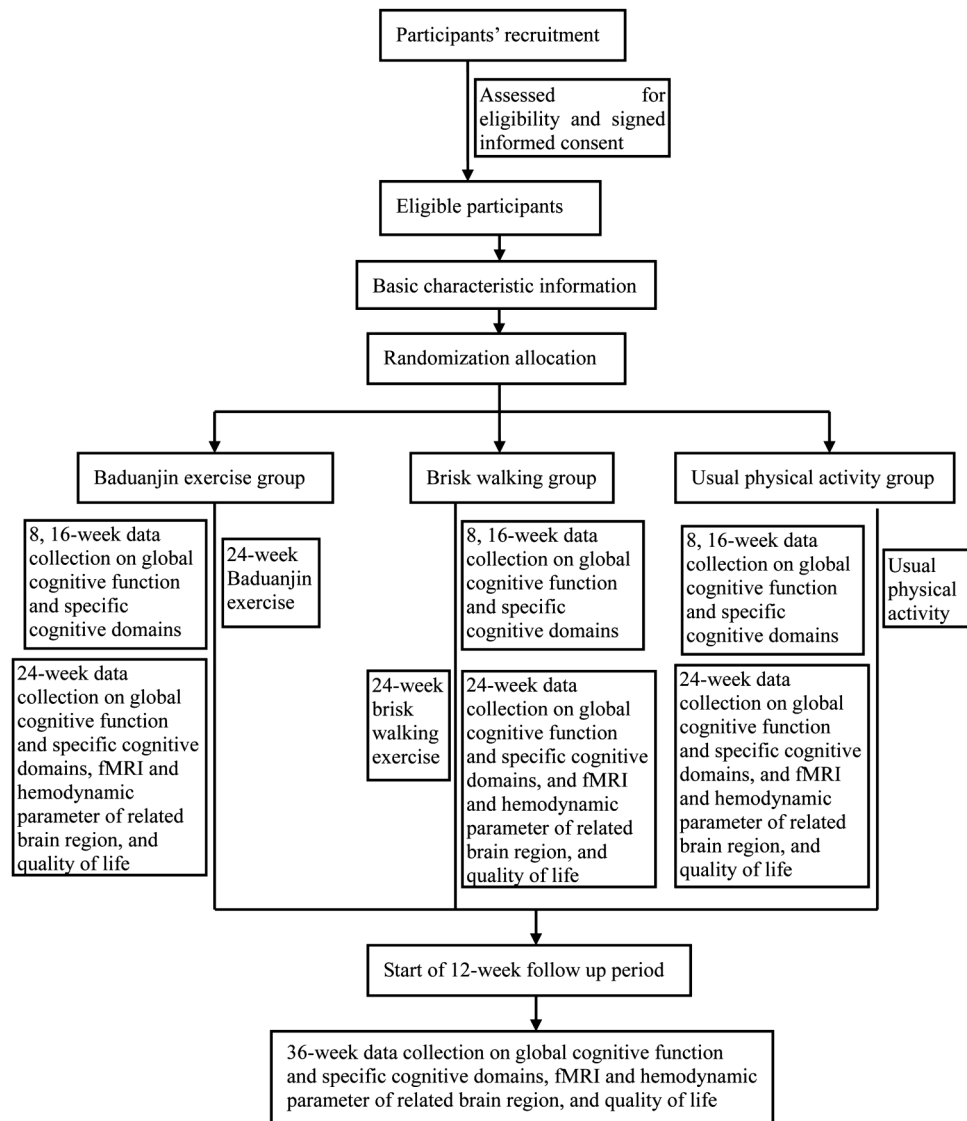 Participants’ recruitment
Assessed for
eligibility and signed
informed consent
Eligible participants
Basic characteristic information
Randomization allocation
Baduanjin exercise group
Brisk walking group
Usual physical activity group
8, 16-week data
collection on global
cognitive function
and specific
cognitive domains
24-week
Baduanjin
exercise
8, 16-week data
collection on global
cognitive function
and specific
cognitive domains
8, 16-week data
collection on global
cognitive function
and specific
cognitive domains
Usual
physical
activity
24-week data
collection on global
cognitive function
and specific cognitive
domains, fMRI and
hemodynamic
parameter of related
brain region, and
quality of life
24-week
brisk
walking
exercise
24-week data
collection on global
cognitive function
and specific cognitive
domains, and fMRI
and hemodynamic
parameter of related
brain region, and
quality of life
24-week data
collection on global
cognitive function
and specific cognitive
domains, and fMRI
and hemodynamic
parameter of related
brain region, and
quality of life
Start of 12-week follow up period
36-week data collection on global cognitive function
and specific cognitive domains, fMRI and hemodynamic
parameter of related brain region, and quality of life